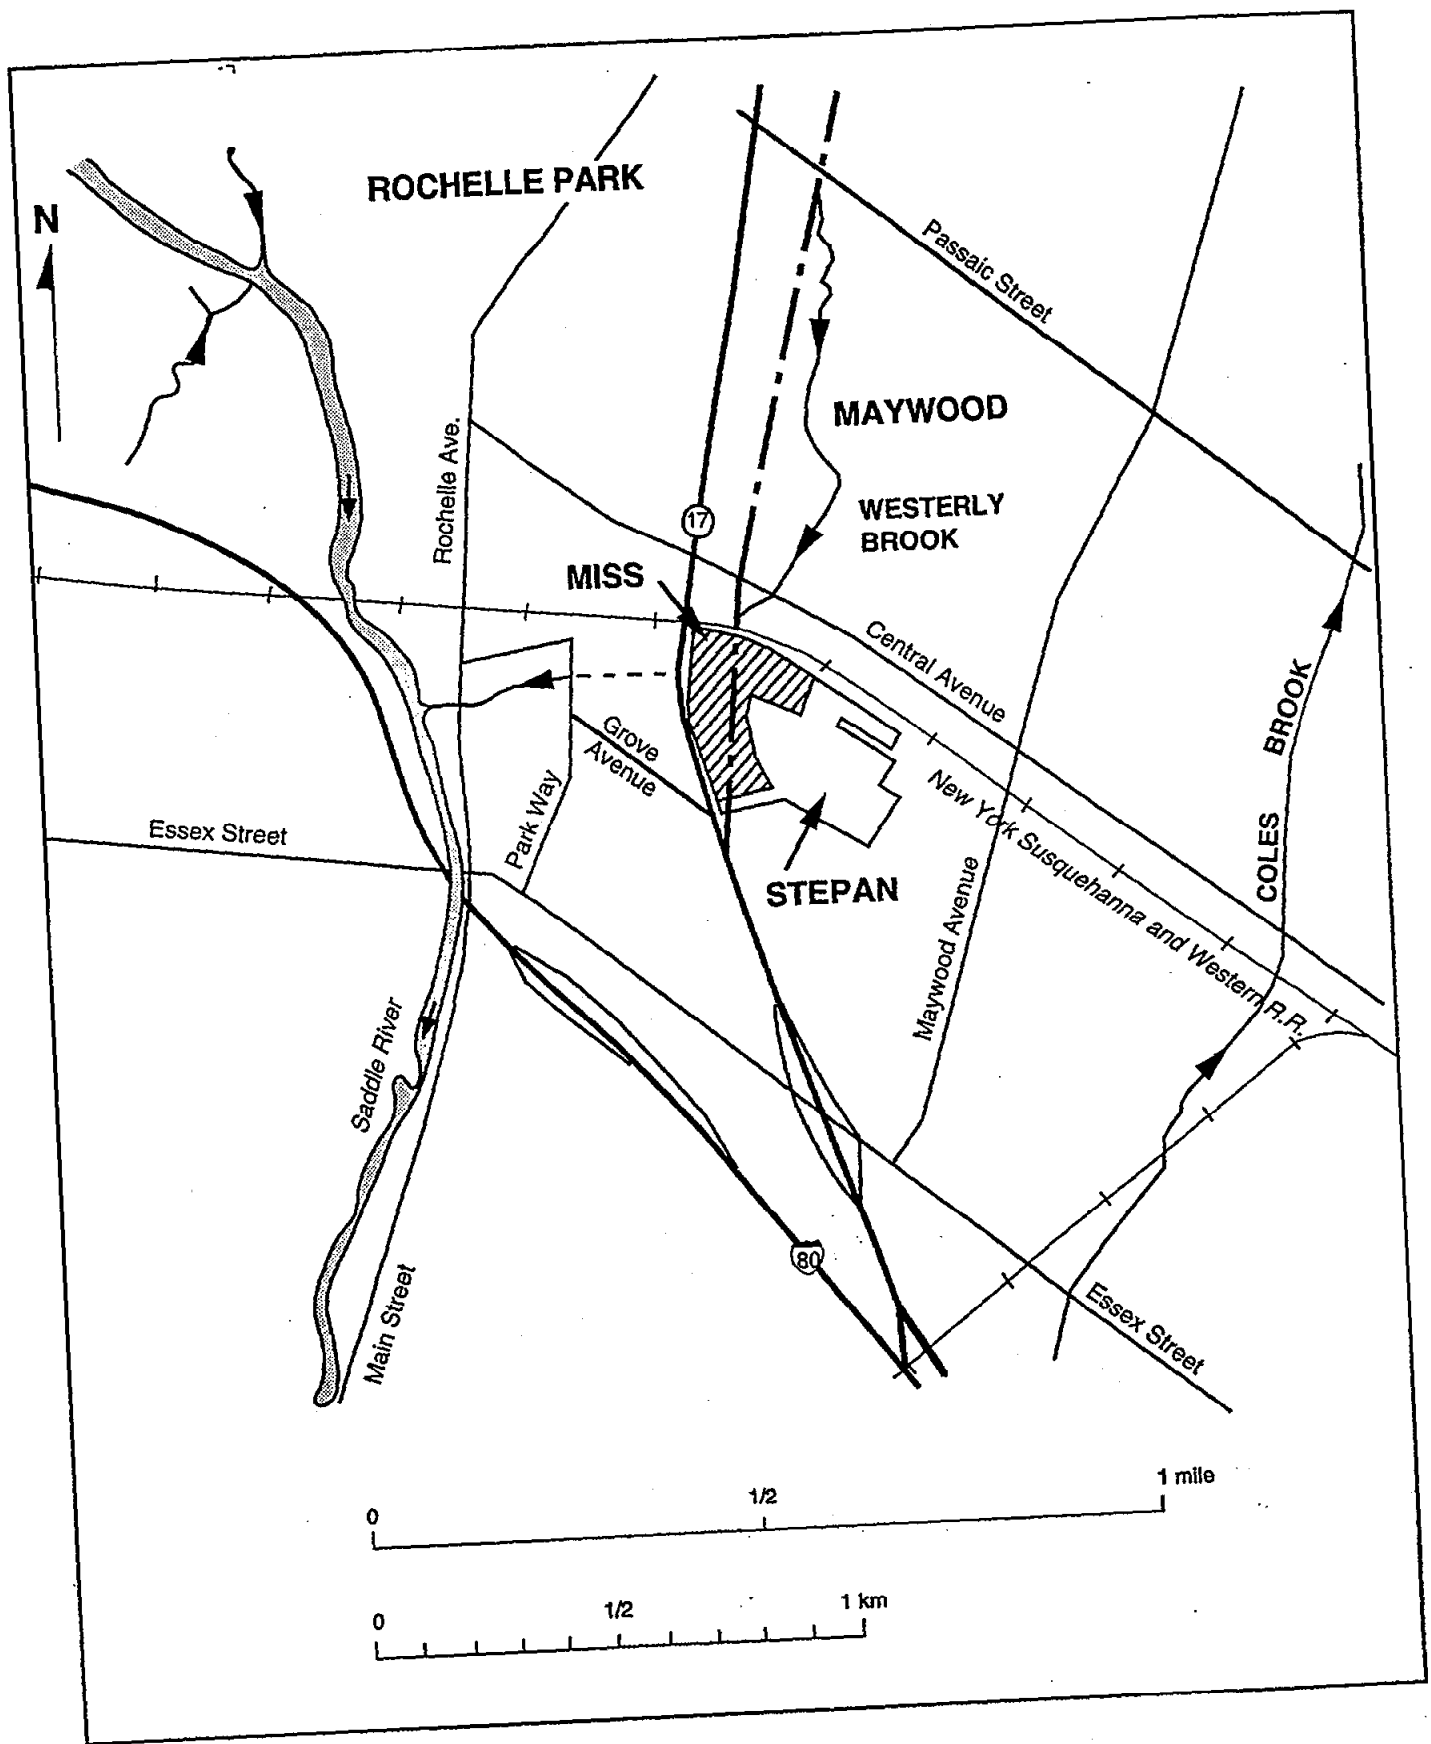 ROCHELLE PARK
N
Passaic Street
MAYWOOD
Rochelle Ave.
WESTERLY
BROOK
17
MISS
Central Avenue
COLES BROOK
Grove
Avenue
New York Susquehanna and Western R.R.
Park Way
Essex Street
STEPAN
Maywood Avenue
Saddle River
80
Main Street
Essex Street
0
1/2
1 mile
0
1/2
1 km